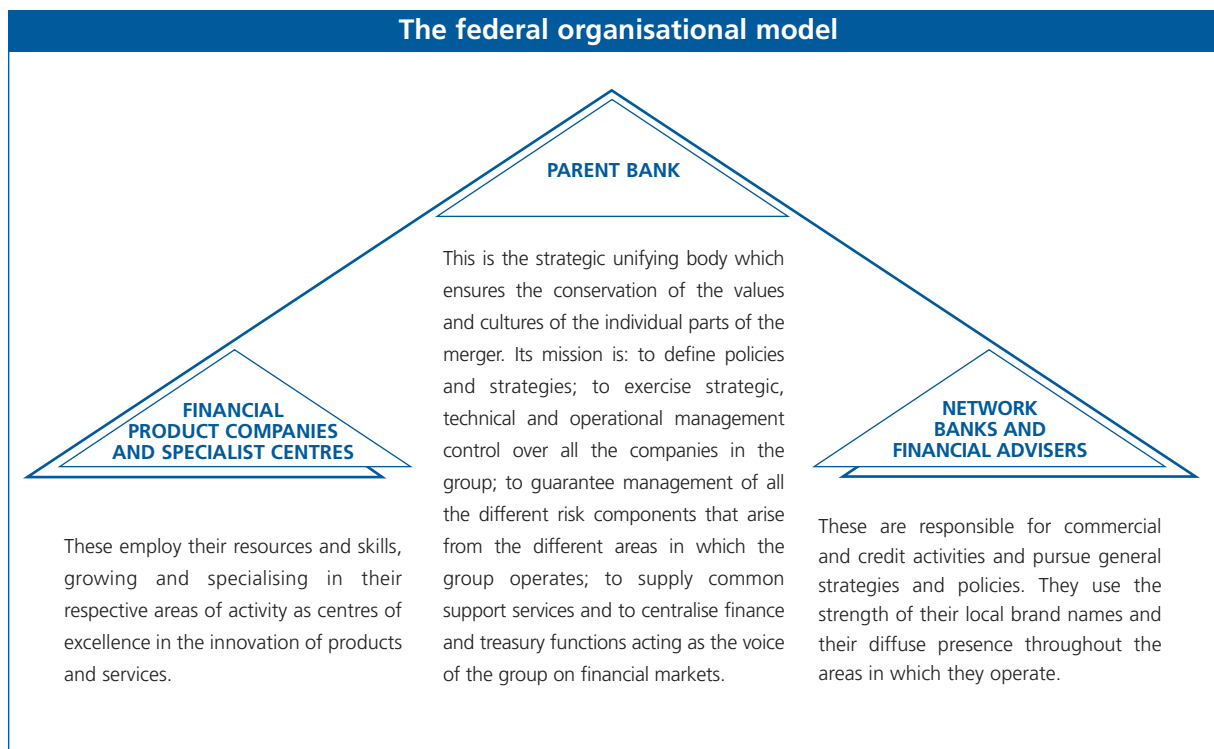 The federal organisational model
PARENT BANK
This is the strategic unifying body which
ensures the conservation of the values
and cultures of the individual parts of the
merger. Its mission is: to define policies
and strategies; to exercise strategic,
technical and operational management
control over all the companies in the
group; to guarantee management of all
the different risk components that arise
from the different areas in which the
group operates; to supply common
support services and to centralise finance
and treasury functions acting as the voice
of the group on financial markets.
FINANCIAL
PRODUCT COMPANIES
AND SPECIALIST CENTRES
These employ their resources and skills,
growing and specialising in their
respective areas of activity as centres of
excellence in the innovation of products
and services.
NETWORK
BANKS AND
FINANCIAL ADVISERS
These are responsible for commercial
and credit activities and pursue general
strategies and policies. They use the
strength of their local brand names and
their diffuse presence throughout the
areas in which they operate.